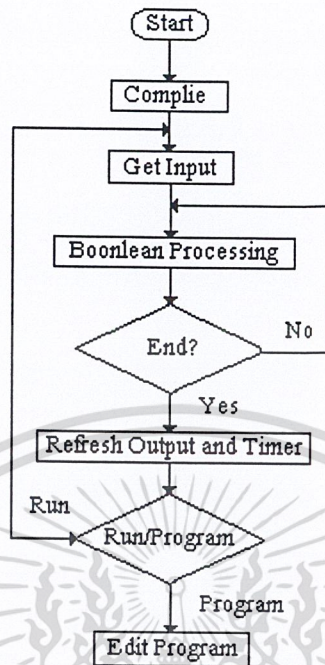 Start
Complie
Get Input
Boonlean Processing
End?
No
Yes
Refresh Output and Timer
Run
Run/Program
Program
Edit Program